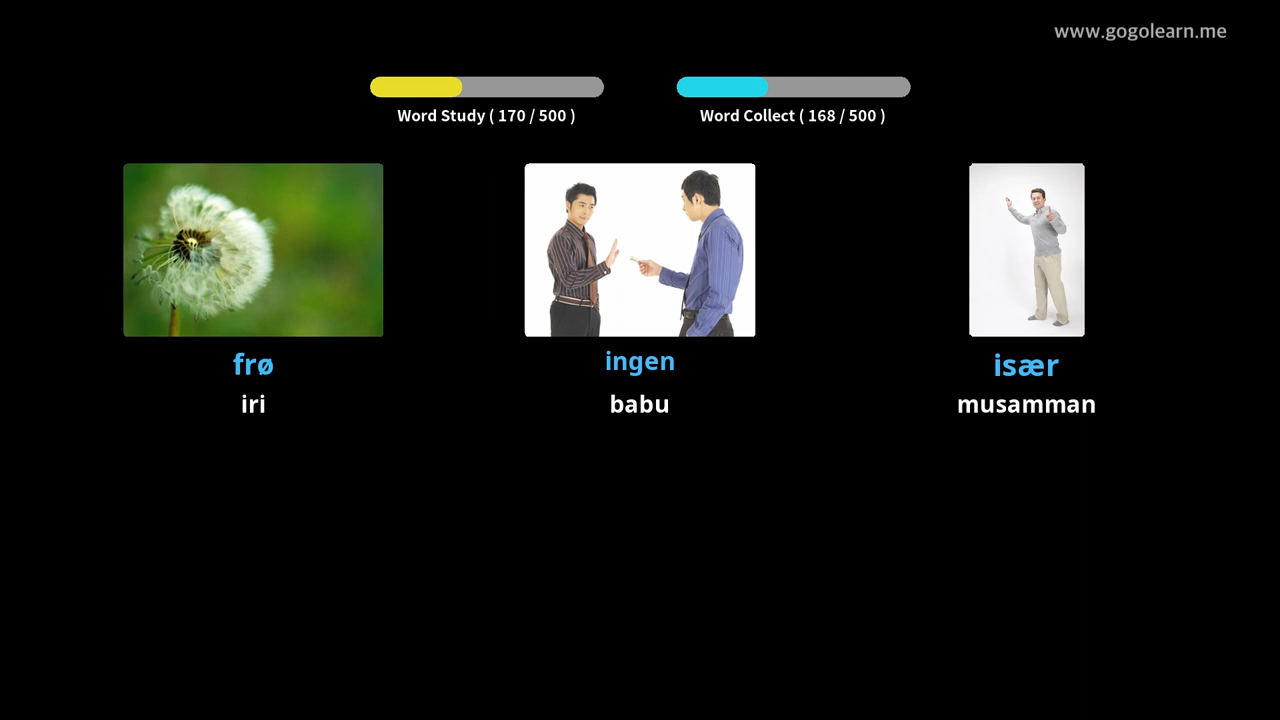 www.gogolearn.me
Word Study ( 170 / 500 )
Word Collect ( 168 / 500 )
frø
ingen
især
iri
babu
musamman